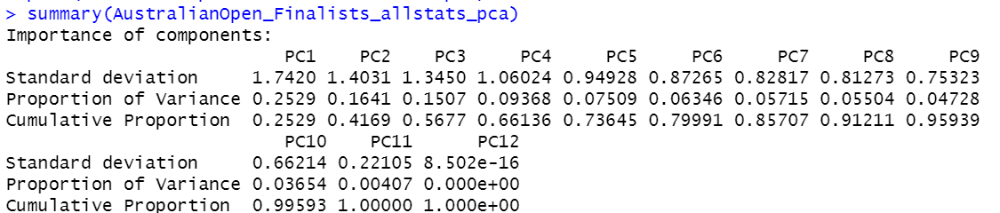 > summary(AustralianOpen_Finalists_allstats_pca)
Importance of components:
PC1 PC2 PC3 PC4 PC5 PC6 PC7 PC8 PC9
Standard deviation 1.7420 1.4031 1.3450 1.06024 0.94928 0.87265 0.82817 0.81273 0.75323
Proportion of Variance 0.2529 0.1641 0.1507 0.09368 0.07509 0.06346 0.05715 0.05504 0.04728
Cumulative Proportion 0.2529 0.4169 0.5677 0.66136 0.73645 0.79991 0.85707 0.91211 0.95939
PC10 PC11 PC12
Standard deviation 0.66214 0.22105 8.502e-16
Proportion of Variance 0.03654 0.00407 0.000e+00
Cumulative Proportion 0.99593 1.00000 1.000e+00